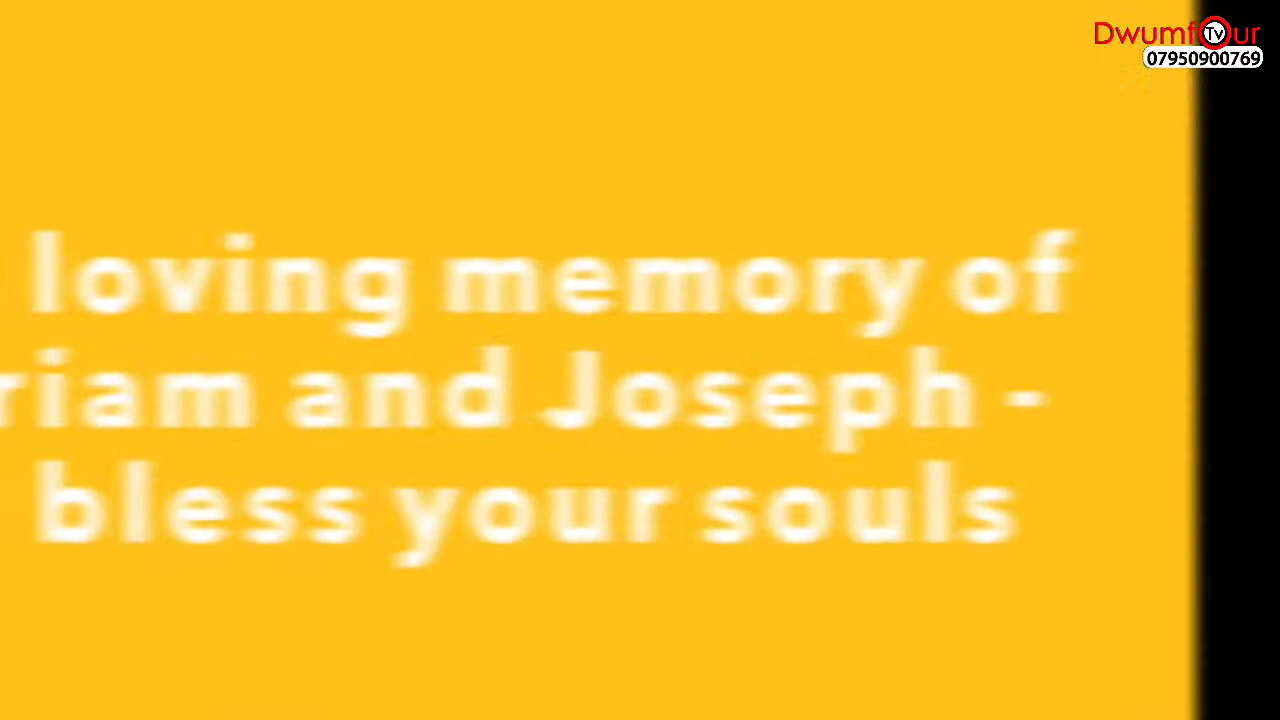 Dwumfour
Tv
07950900769
loving memory of
riam and Joseph -
bless your souls